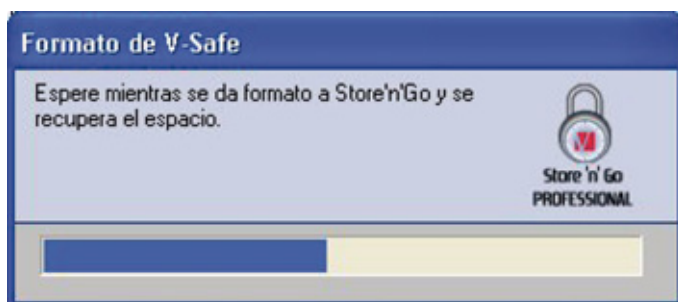 Formato de V-Safe
Espere mientras se da formato a Store'n'Go y se
recupera el espacio.
Store 'n' Go
PROFESSIONAL